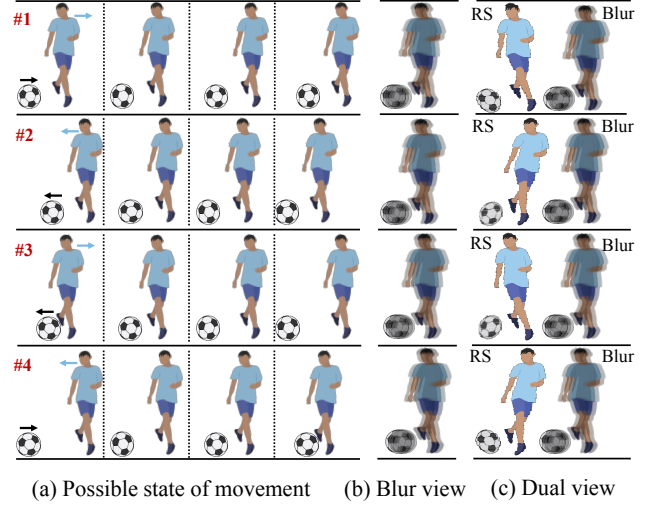 #1
RS
Blur
#2
RS
Blur
#3
RS
Blur
#4
RS
Blur
(a) Possible state of movement
(b) Blur view
(c) Dual view